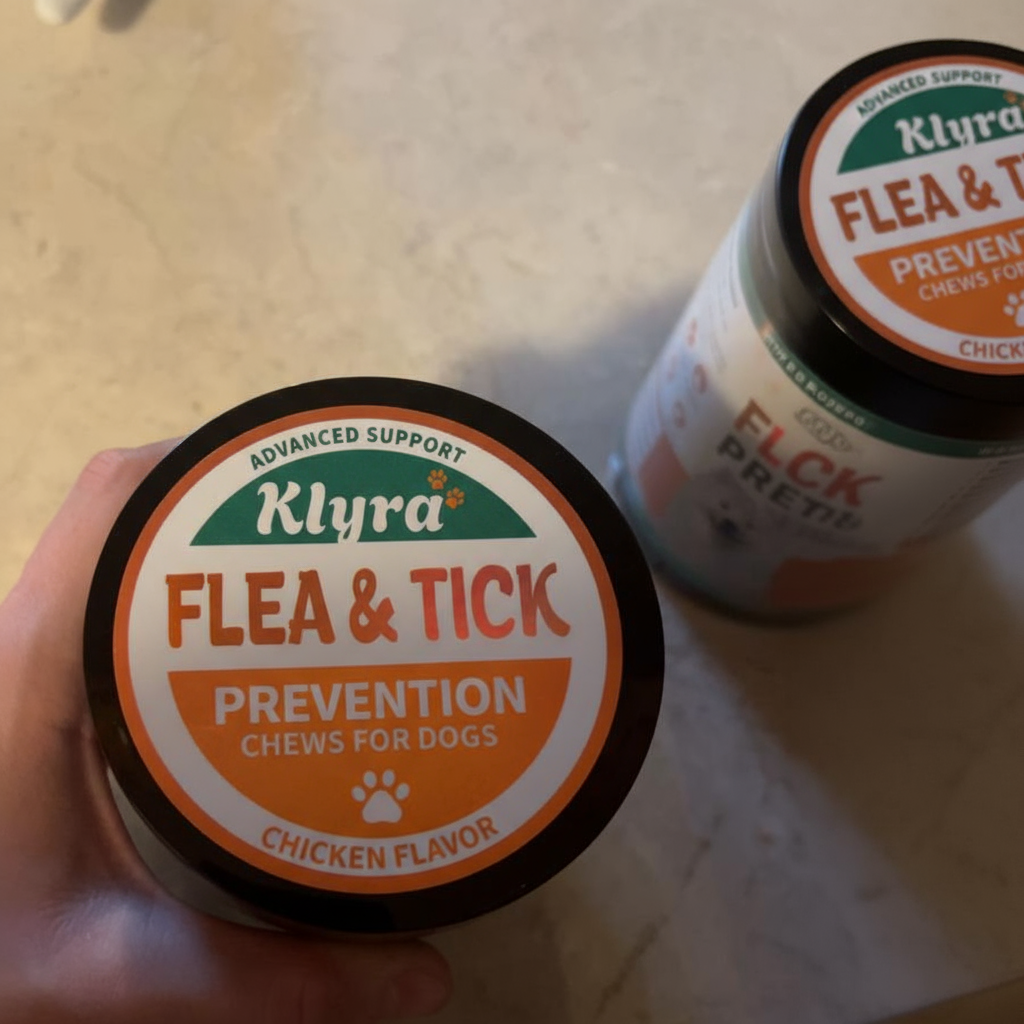 ADVANCED SUPPORT
Klyra
FLEA & TICK
PREVENTION
CHEWS FOR DOGS
CHICKEN FLAVOR
ADVANCED SUPPORT
Klyra
FLEA & T
PREVENT
CHEWS FOR
CHICK
FLCK